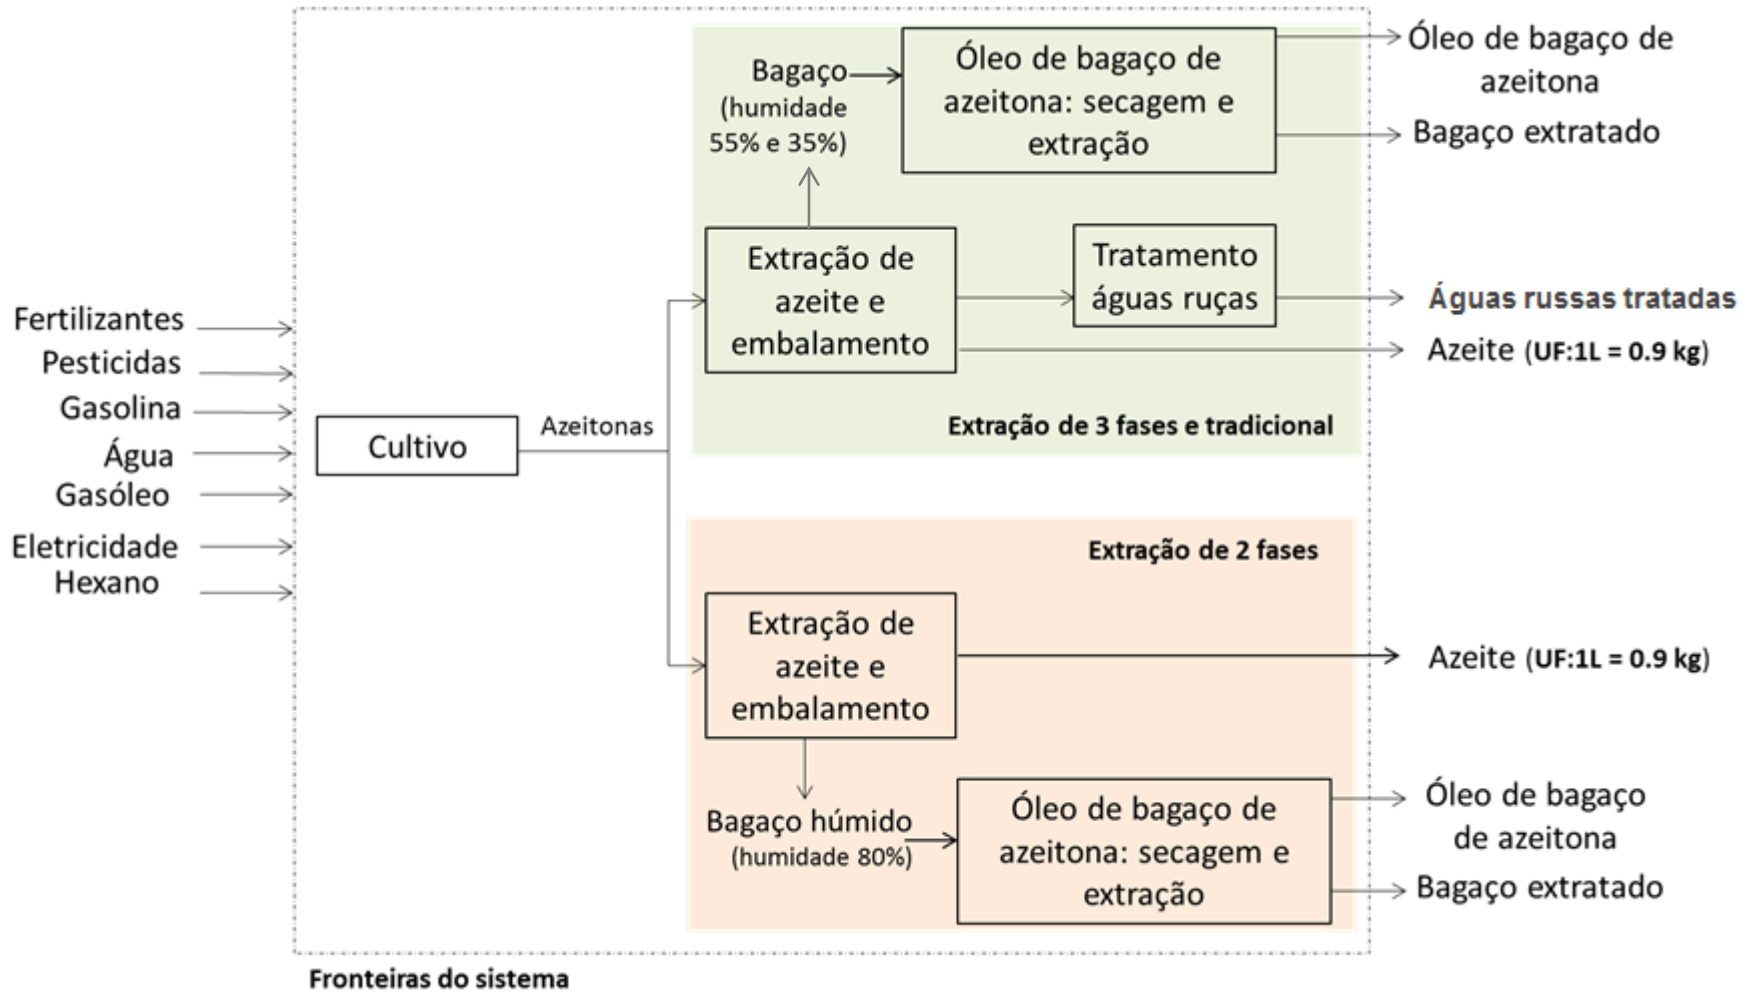 Fertilizantes
Pesticidas
Gasolina
Água
Gasóleo
Eletricidade
Hexano
Cultivo
Azeitonas
Bagaço
(humidade
55% e 35%)
Óleo de bagaço de
azeitona: secagem e
extração
Óleo de bagaço de
azeitona
Bagaço extratado
Extração de
azeite e
embalamento
Tratamento
águas ruças
Águas russas tratadas
Azeite (UF:1L = 0.9 kg)
Extração de 3 fases e tradicional
Extração de 2 fases
Extração de
azeite e
embalamento
Azeite (UF:1L = 0.9 kg)
Bagaço húmido
(humidade 80%)
Óleo de bagaço de
azeitona: secagem e
extração
Óleo de bagaço
de azeitona
Bagaço extratado
Fronteiras do sistema